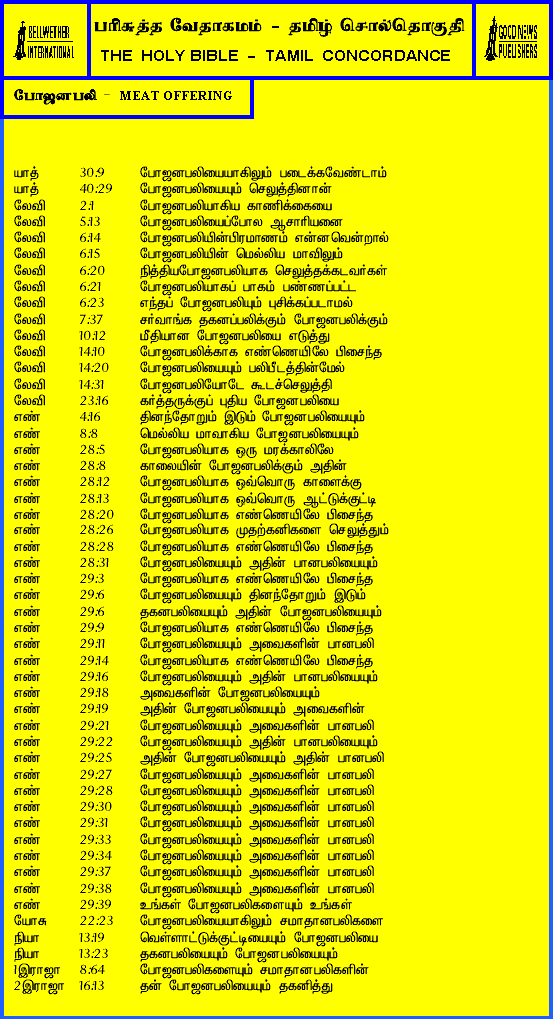 BELLWETHER
INTERNATIONAL
பரிசுத்த வேதாகமம் - தமிழ் சொல்தொகுதி
THE HOLY BIBLE - TAMIL CONCORDANCE
GOOD NEWS
PUBLISHERS
போஜனபலி - MEAT OFFERING
யாத் 30:9 போஜனபலியையாகிலும் படைக்கவேண்டாம்
யாத் 40:29 போஜனபலியையும் செலுத்தினான்
லேவி 2:1 போஜனபலியாகிய காணிக்கையை
லேவி 5:13 போஜனபலியைப்போல ஆசாரியனை
லேவி 6:14 போஜனபலியின்பிரமாணம் என்னவென்றால்
லேவி 6:15 போஜனபலியின் மெல்லிய மாவிலும்
லேவி 6:20 நித்தியபோஜனபலியாக செலுத்தக்கடவர்கள்
லேவி 6:21 போஜனபலியாகப் பாகம் பண்ணப்பட்ட
லேவி 6:23 எந்தப் போஜனபலியும் புசிக்கப்படாமல்
லேவி 7:37 சர்வாங்க தகனப்பலிக்கும் போஜனபலிக்கும்
லேவி 10:12 மீதியான போஜனபலியை எடுத்து
லேவி 14:10 போஜனபலிக்காக எண்ணெயிலே பிசைந்த
லேவி 14:20 போஜனபலியையும் பலிபீடத்தின்மேல்
லேவி 14:31 போஜனபலியோடே கூடச்செலுத்தி
லேவி 23:16 கர்த்தருக்குப் புதிய போஜனபலியை
எண் 4:16 தினந்தோறும் இடும் போஜனபலியையும்
எண் 8:8 மெல்லிய மாவாகிய போஜனபலியையும்
எண் 28:5 போஜனபலியாக ஒரு மரக்காலிலே
எண் 28:8 காலையின் போஜனபலிக்கும் அதின்
எண் 28:12 போஜனபலியாக ஒவ்வொரு காளைக்கு
எண் 28:13 போஜனபலியாக ஒவ்வொரு ஆட்டுக்குட்டி
எண் 28:20 போஜனபலியாக எண்ணெயிலே பிசைந்த
எண் 28:26 போஜனபலியாக முதற்கனிகளை செலுத்தும்
எண் 28:28 போஜனபலியாக எண்ணெயிலே பிசைந்த
எண் 28:31 போஜனபலியையும் அதின் பானபலியையும்
எண் 29:3 போஜனபலியாக எண்ணெயிலே பிசைந்த
எண் 29:6 போஜனபலியையும் தினந்தோறும் இடும்
எண் 29:6 தகனபலியையும் அதின் போஜனபலியையும்
எண் 29:9 போஜனபலியாக எண்ணெயிலே பிசைந்த
எண் 29:11 போஜனபலியையும் அவைகளின் பானபலி
எண் 29:14 போஜனபலியாக எண்ணெயிலே பிசைந்த
எண் 29:16 போஜனபலியையும் அதின் பானபலியையும்
எண் 29:18 அவைகளின் போஜனபலியையும்
எண் 29:19 அதின் போஜனபலியையும் அவைகளின்
எண் 29:21 போஜனபலியையும் அவைகளின் பானபலி
எண் 29:22 போஜனபலியையும் அதின் பானபலியையும்
எண் 29:25 அதின் போஜனபலியையும் அதின் பானபலி
எண் 29:27 போஜனபலியையும் அவைகளின் பானபலி
எண் 29:28 போஜனபலியையும் அவைகளின் பானபலி
எண் 29:30 போஜனபலியையும் அவைகளின் பானபலி
எண் 29:31 போஜனபலியையும் அவைகளின் பானபலி
எண் 29:33 போஜனபலியையும் அவைகளின் பானபலி
எண் 29:34 போஜனபலியையும் அவைகளின் பானபலி
எண் 29:37 போஜனபலியையும் அவைகளின் பானபலி
எண் 29:38 போஜனபலியையும் அவைகளின் பானபலி
எண் 29:39 உங்கள் போஜனபலிகளையும் உங்கள்
யோசு 22:23 போஜனபலியையாகிலும் சமாதானபலிகளை
நியா 13:19 வெள்ளாட்டுக்குட்டியையும் போஜனபலியை
நியா 13:23 தகனபலியையும் போஜனபலியையும்
1இராஜா 8:64 போஜனபலிகளையும் சமாதானபலிகளின்
2இராஜா 16:13 தன் போஜனபலியையும் தகனித்து